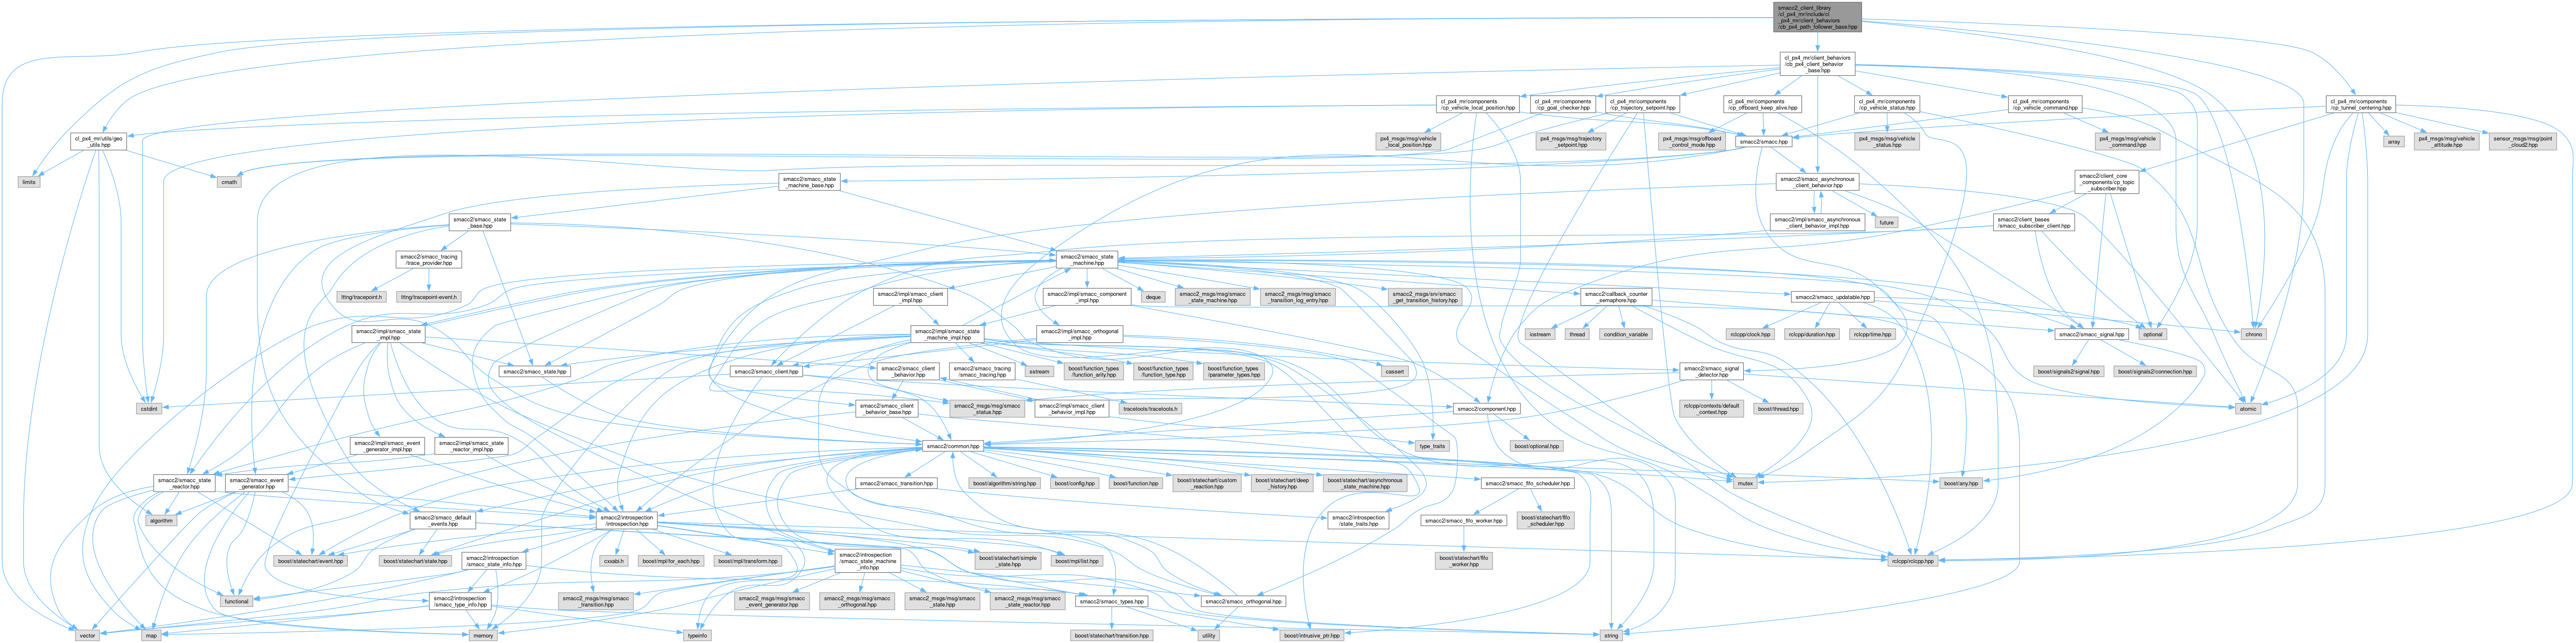 smacc2_client_library
/cl_px4_mr/include/cl
_px4_mr/client_behaviors
/cb_px4_path_follower_base.hpp
cl_px4_mr/client_behaviors
/cb_px4_client_behavior
_base.hpp
cl_px4_mr/components
/cp_vehicle_local_position.hpp
cl_px4_mr/components
/cp_goal_checker.hpp
cl_px4_mr/components
/cp_trajectory_setpoint.hpp
cl_px4_mr/components
/cp_offboard_keep_alive.hpp
cl_px4_mr/components
/cp_vehicle_status.hpp
cl_px4_mr/components
/cp_vehicle_command.hpp
cl_px4_mr/components
/cp_tunnel_centering.hpp
cl_px4_mr/utils/geo
_utils.hpp
px4_msgs/msg/vehicle
_local_position.hpp
px4_msgs/msg/trajectory
_setpoint.hpp
px4_msgs/msg/offboard
_control_mode.hpp
smacc2/smacc.hpp
px4_msgs/msg/vehicle
_status.hpp
px4_msgs/msg/vehicle
_command.hpp
array
px4_msgs/msg/vehicle
_attitude.hpp
sensor_msgs/msg/point
_cloud2.hpp
limits
cmath
smacc2/smacc_state
_machine_base.hpp
smacc2/smacc_asynchronous
_client_behavior.hpp
smacc2/client_core
_components/cp_topic
_subscriber.hpp
smacc2/smacc_state
_base.hpp
smacc2/impl/smacc_asynchronous
_client_behavior_impl.hpp
future
smacc2/client_bases
/smacc_subscriber_client.hpp
smacc2/smacc_tracing
/trace_provider.hpp
smacc2/smacc_state
_machine.hpp
lttng/tracepoint.h
lttng/tracepoint-event.h
smacc2/impl/smacc_client
_impl.hpp
smacc2/impl/smacc_component
_impl.hpp
deque
smacc2_msgs/msg/smacc
_state_machine.hpp
smacc2_msgs/msg/smacc
_transition_log_entry.hpp
smacc2_msgs/srv/smacc
_get_transition_history.hpp
smacc2/callback_counter
_semaphore.hpp
smacc2/smacc_updatable.hpp
smacc2/impl/smacc_state
_impl.hpp
smacc2/impl/smacc_state
_machine_impl.hpp
smacc2/impl/smacc_orthogonal
_impl.hpp
iostream
thread
condition_variable
rclcpp/clock.hpp
rclcpp/duration.hpp
rclcpp/time.hpp
smacc2/smacc_signal.hpp
optional
chrono
smacc2/smacc_state.hpp
smacc2/smacc_client.hpp
smacc2/smacc_client
_behavior.hpp
smacc2/smacc_tracing
/smacc_tracing.hpp
sstream
boost/function_types
/function_arity.hpp
boost/function_types
/function_type.hpp
boost/function_types
/parameter_types.hpp
cassert
smacc2/smacc_signal
_detector.hpp
boost/signals2/signal.hpp
boost/signals2/connection.hpp
cstdint
smacc2/smacc_client
_behavior_base.hpp
smacc2_msgs/msg/smacc
_status.hpp
smacc2/impl/smacc_client
_behavior_impl.hpp
tracetools/tracetools.h
smacc2/component.hpp
rclcpp/contexts/default
_context.hpp
boost/thread.hpp
atomic
smacc2/impl/smacc_event
_generator_impl.hpp
smacc2/impl/smacc_state
_reactor_impl.hpp
smacc2/common.hpp
type_traits
boost/optional.hpp
smacc2/smacc_state
_reactor.hpp
smacc2/smacc_event
_generator.hpp
smacc2/smacc_transition.hpp
boost/algorithm/string.hpp
boost/config.hpp
boost/function.hpp
boost/statechart/custom
_reaction.hpp
boost/statechart/deep
_history.hpp
boost/statechart/asynchronous
_state_machine.hpp
smacc2/smacc_fifo_scheduler.hpp
mutex
boost/any.hpp
algorithm
smacc2/smacc_default
_events.hpp
smacc2/introspection
/introspection.hpp
smacc2/introspection
/state_traits.hpp
smacc2/smacc_fifo_worker.hpp
boost/statechart/fifo
_scheduler.hpp
boost/statechart/event.hpp
boost/statechart/state.hpp
smacc2/introspection
/smacc_state_info.hpp
cxxabi.h
boost/mpl/for_each.hpp
boost/mpl/transform.hpp
smacc2/introspection
/smacc_state_machine
_info.hpp
boost/statechart/simple
_state.hpp
boost/mpl/list.hpp
boost/statechart/fifo
_worker.hpp
rclcpp/rclcpp.hpp
functional
smacc2/introspection
/smacc_type_info.hpp
smacc2_msgs/msg/smacc
_transition.hpp
smacc2_msgs/msg/smacc
_event_generator.hpp
smacc2_msgs/msg/smacc
_orthogonal.hpp
smacc2_msgs/msg/smacc
_state.hpp
smacc2_msgs/msg/smacc
_state_reactor.hpp
smacc2/smacc_types.hpp
smacc2/smacc_orthogonal.hpp
vector
map
memory
typeinfo
boost/statechart/transition.hpp
utility
boost/intrusive_ptr.hpp
string